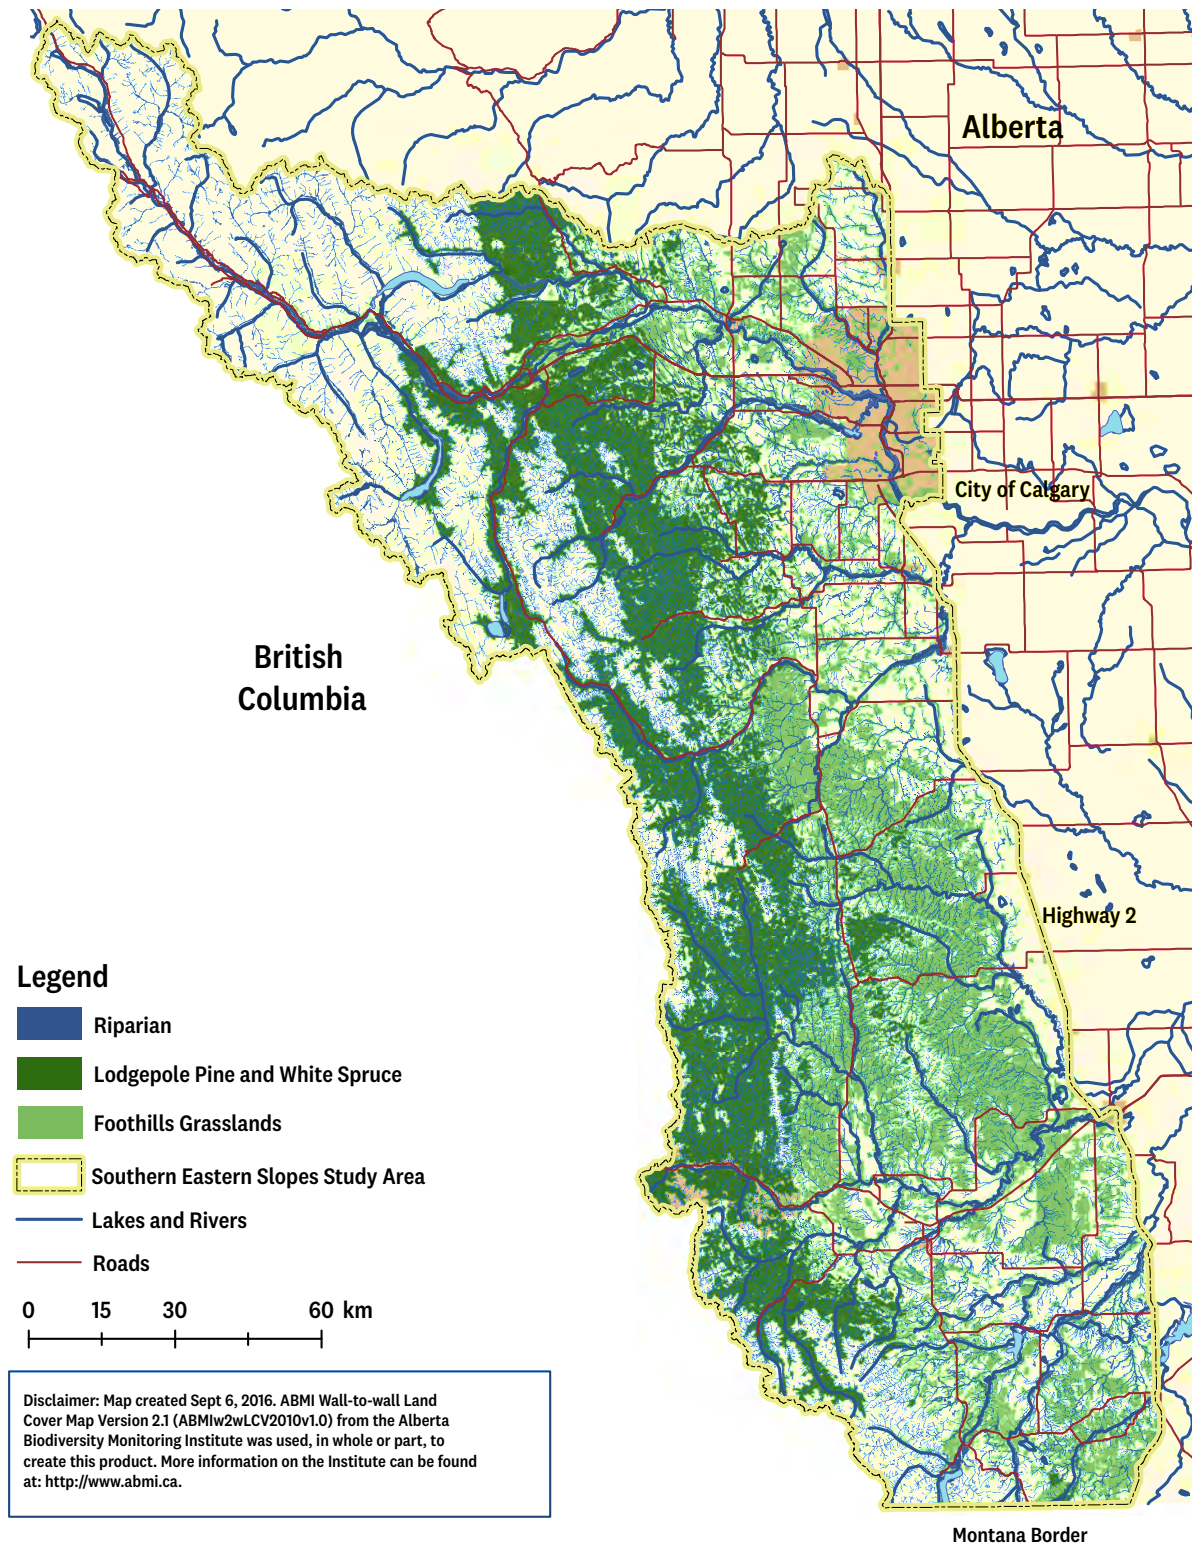 Alberta
City of Calgary
British
Columbia
Highway 2
Legend
Riparian
Lodgepole Pine and White Spruce
Foothills Grasslands
Southern Eastern Slopes Study Area
Lakes and Rivers
Roads
0 15 30 60 km
Disclaimer: Map created Sept 6, 2016. ABMI Wall-to-wall Land
Cover Map Version 2.1 (ABMIw2wLCV2010v1.0) from the Alberta
Biodiversity Monitoring Institute was used, in whole or part, to
create this product. More information on the Institute can be found
at: http://www.abmi.ca.
Montana Border